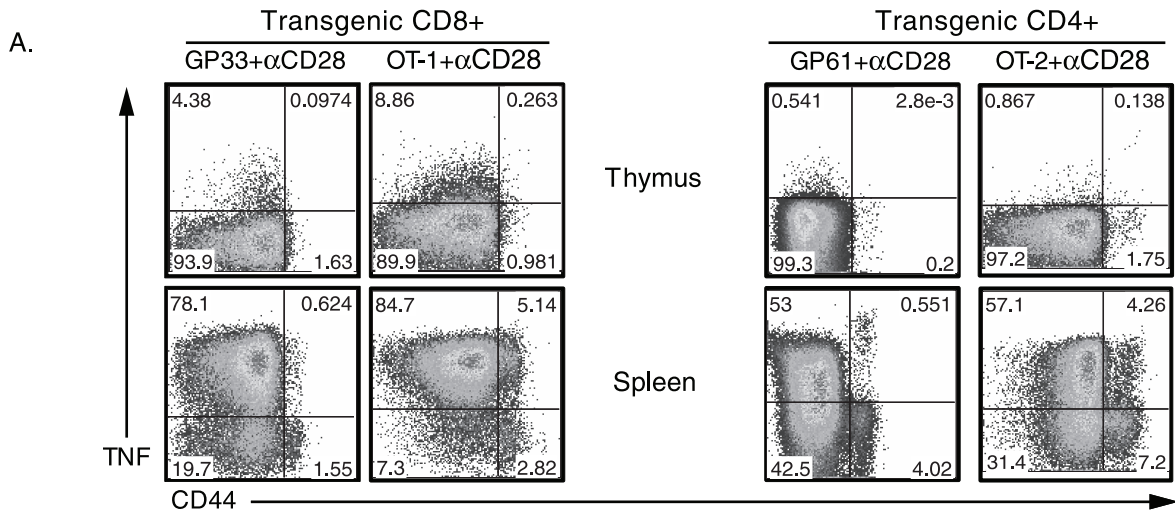 A.
Transgenic CD8+ Transgenic CD4+
GP33+αCD28 OT-1+αCD28 GP61+αCD28 OT-2+αCD28
4.38 0.0974 8.86 0.263 0.541 2.8e-3 0.867 0.138
Thymus
93.9 1.63 89.9 0.981 99.3 0.2 97.2 1.75
78.1 0.624 84.7 5.14 53 0.551 57.1 4.26
Spleen
TNF
19.7 1.55 7.3 2.82 42.5 4.02 31.4 7.2
CD44